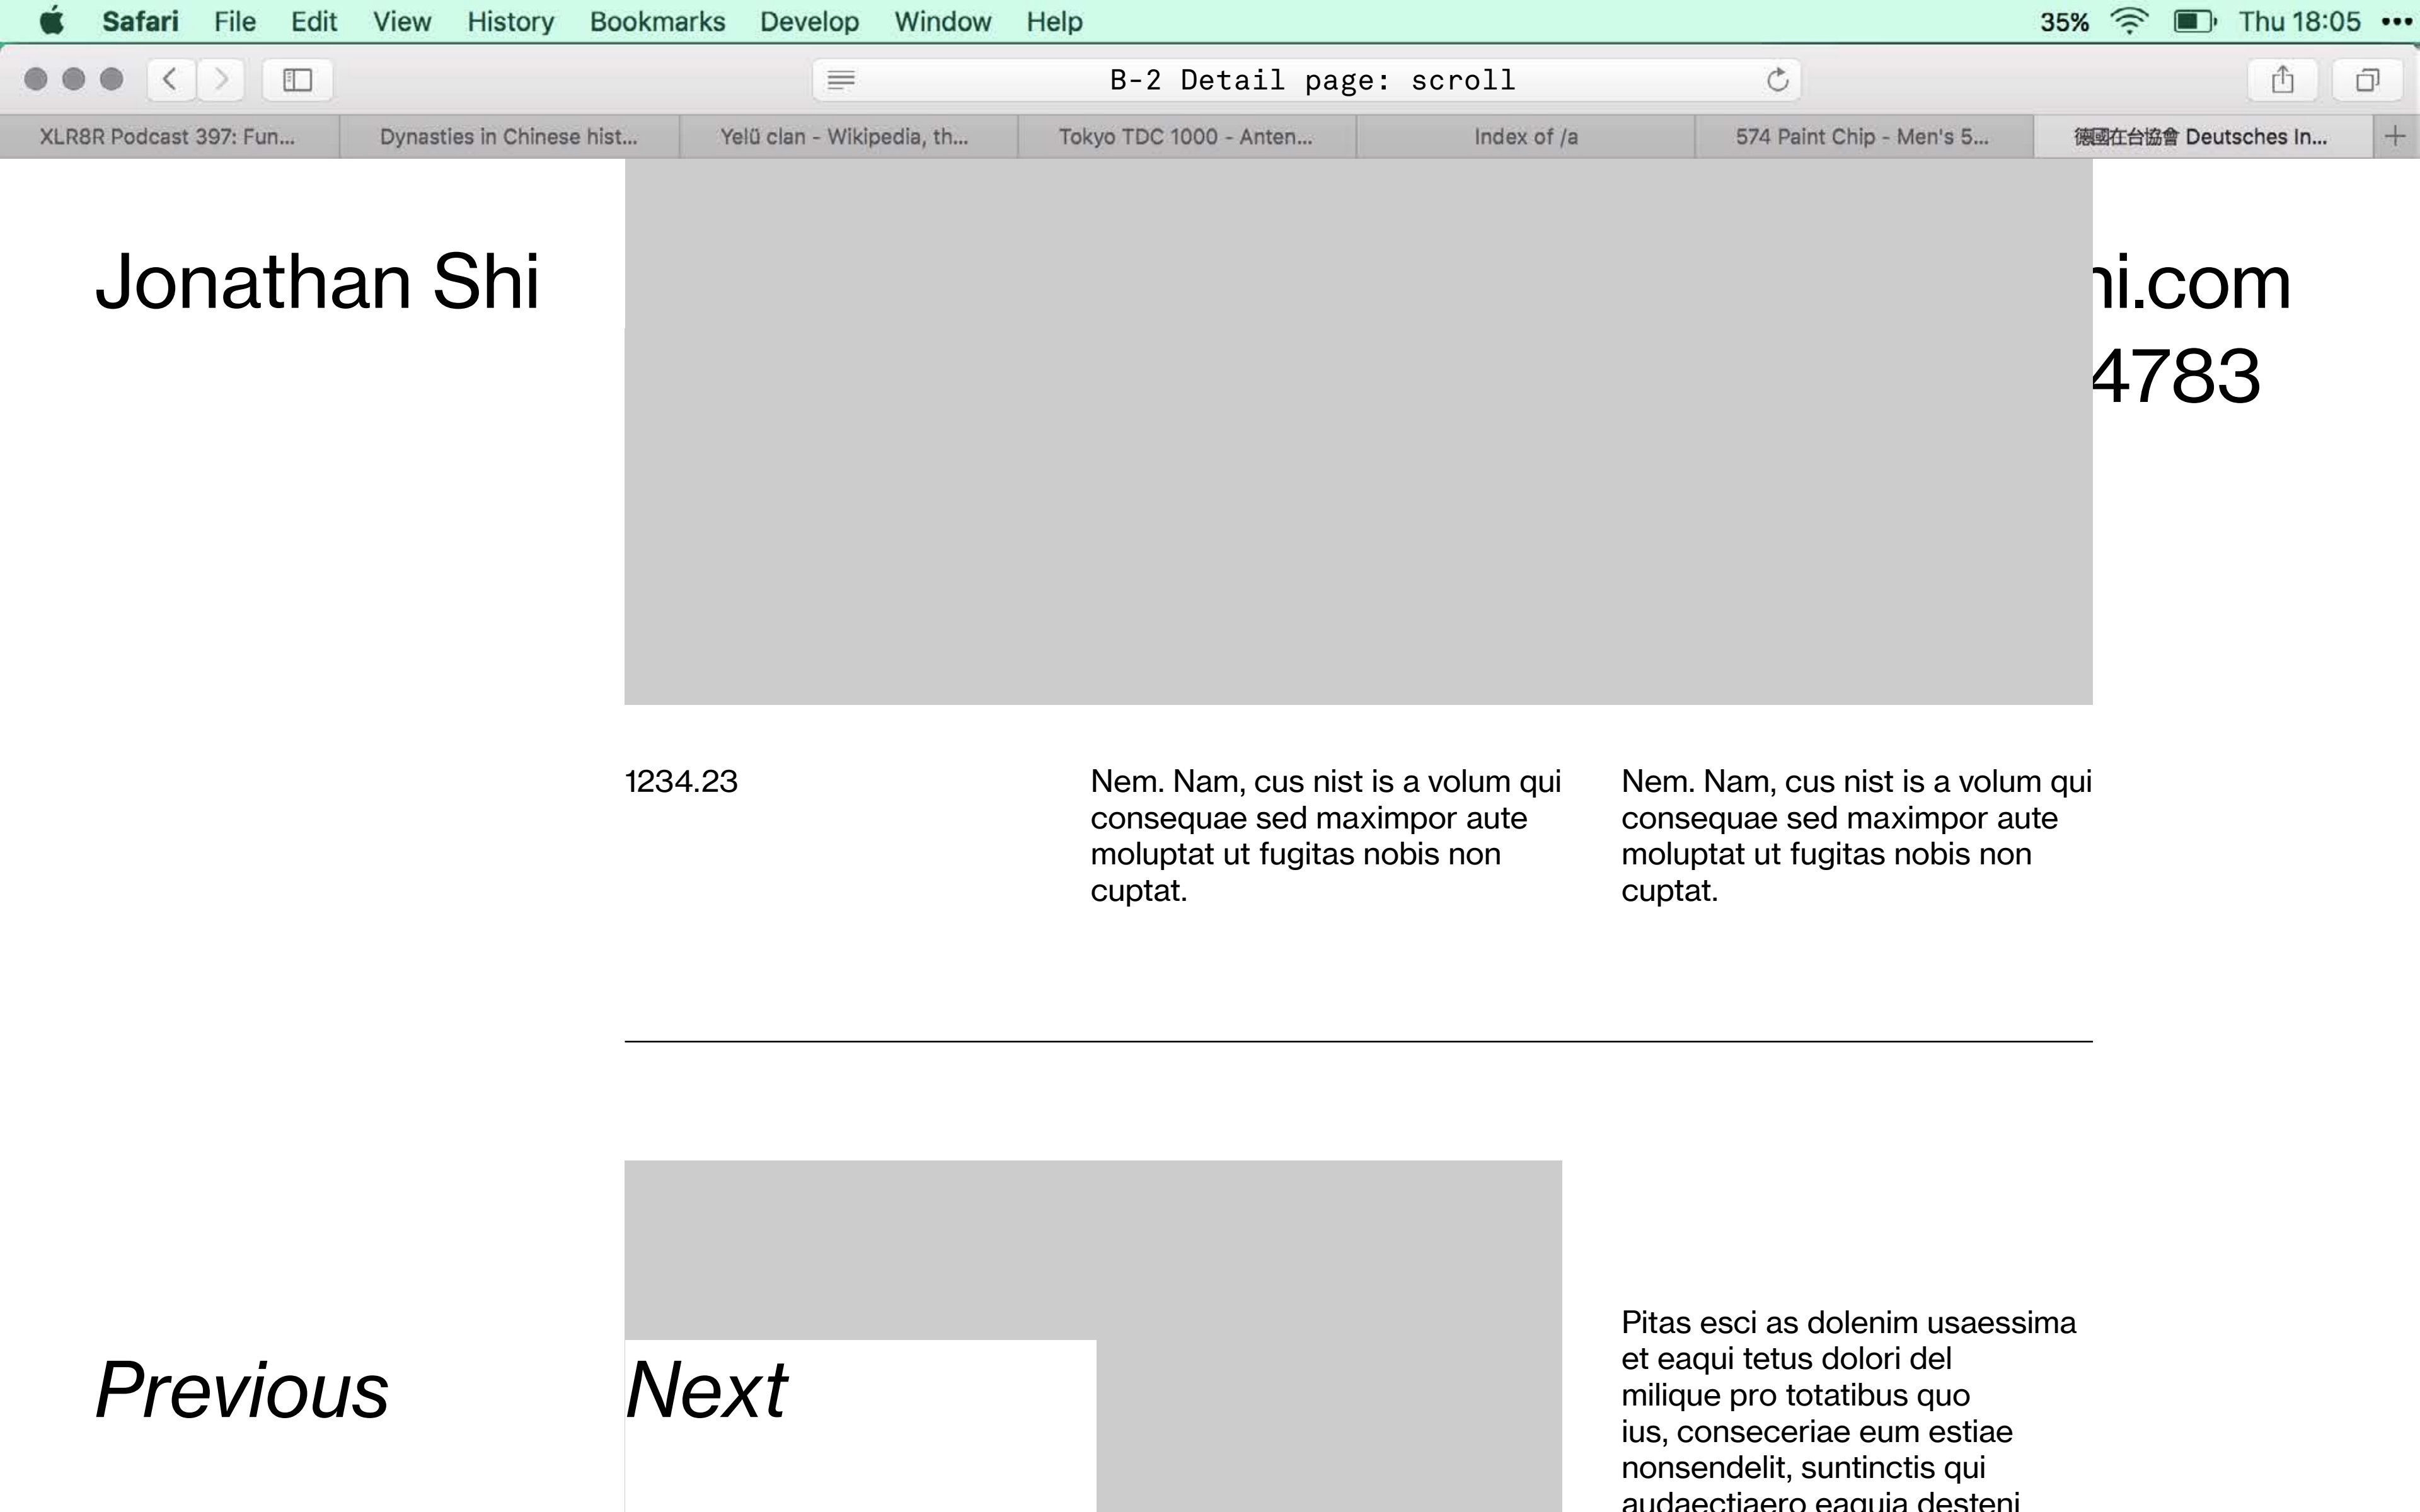 Safari File Edit View History Bookmarks Develop Window Help 35% Thu 18:05
B-2 Detail page: scroll
XLR8R Podcast 397: Fun... Dynasties in Chinese hist... Yelü clan - Wikipedia, th... Tokyo TDC 1000 - Anten... Index of /a 574 Paint Chip - Men's 5... 德國在台協會 Deutsches In...
Jonathan Shi
hi.com
4783
1234.23
Nem. Nam, cus nist is a volum qui
consequae sed maximpor aute
moluptat ut fugitas nobis non
cuptat.
Nem. Nam, cus nist is a volum qui
consequae sed maximpor aute
moluptat ut fugitas nobis non
cuptat.
Pitas esci as dolenim usaessima
et eaqui tetus dolori del
milique pro totatibus quo
ius, conseceriae eum estiae
nonsendelit, suntinctis qui
audaectiaero eaquia desteni
Previous
Next